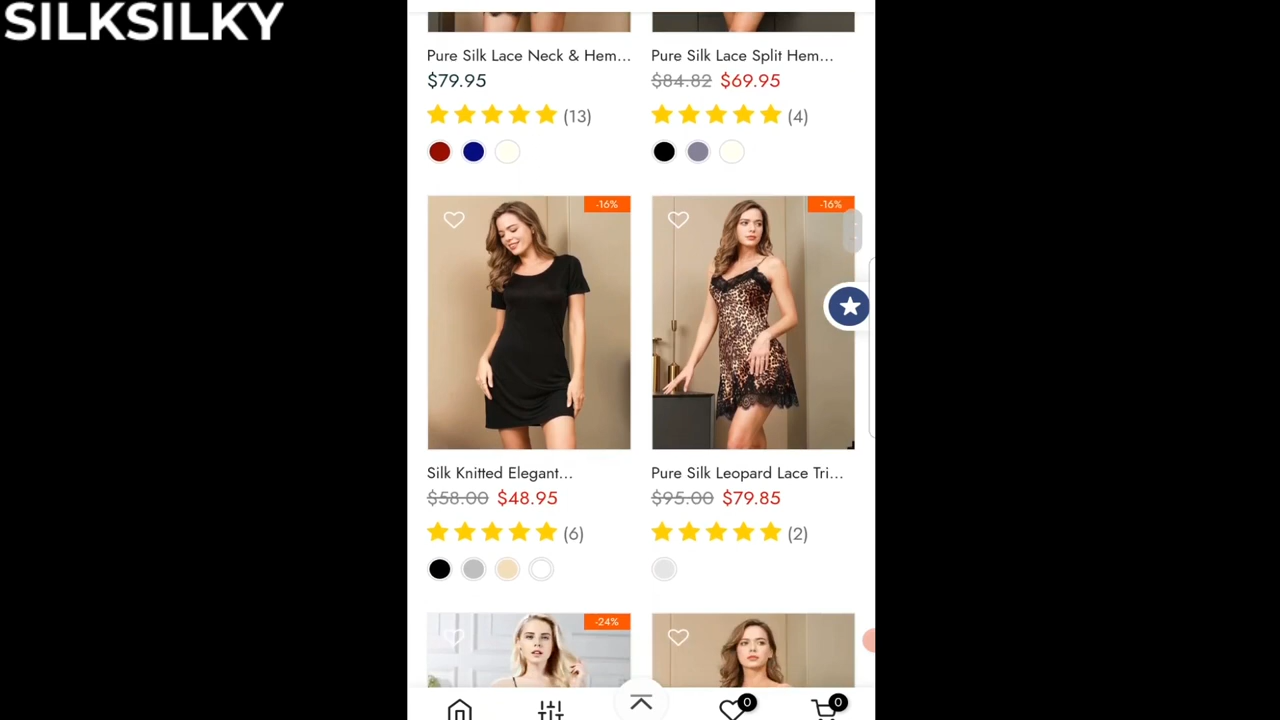 SILKSILKY
Pure Silk Lace Neck & Hem...
$79.95
(13)
Pure Silk Lace Split Hem...
$84.82 $69.95
(4)
-16%
-16%
Silk Knitted Elegant...
$58.00 $48.95
(6)
Pure Silk Leopard Lace Tri...
$95.00 $79.85
(2)
-24%
0
0